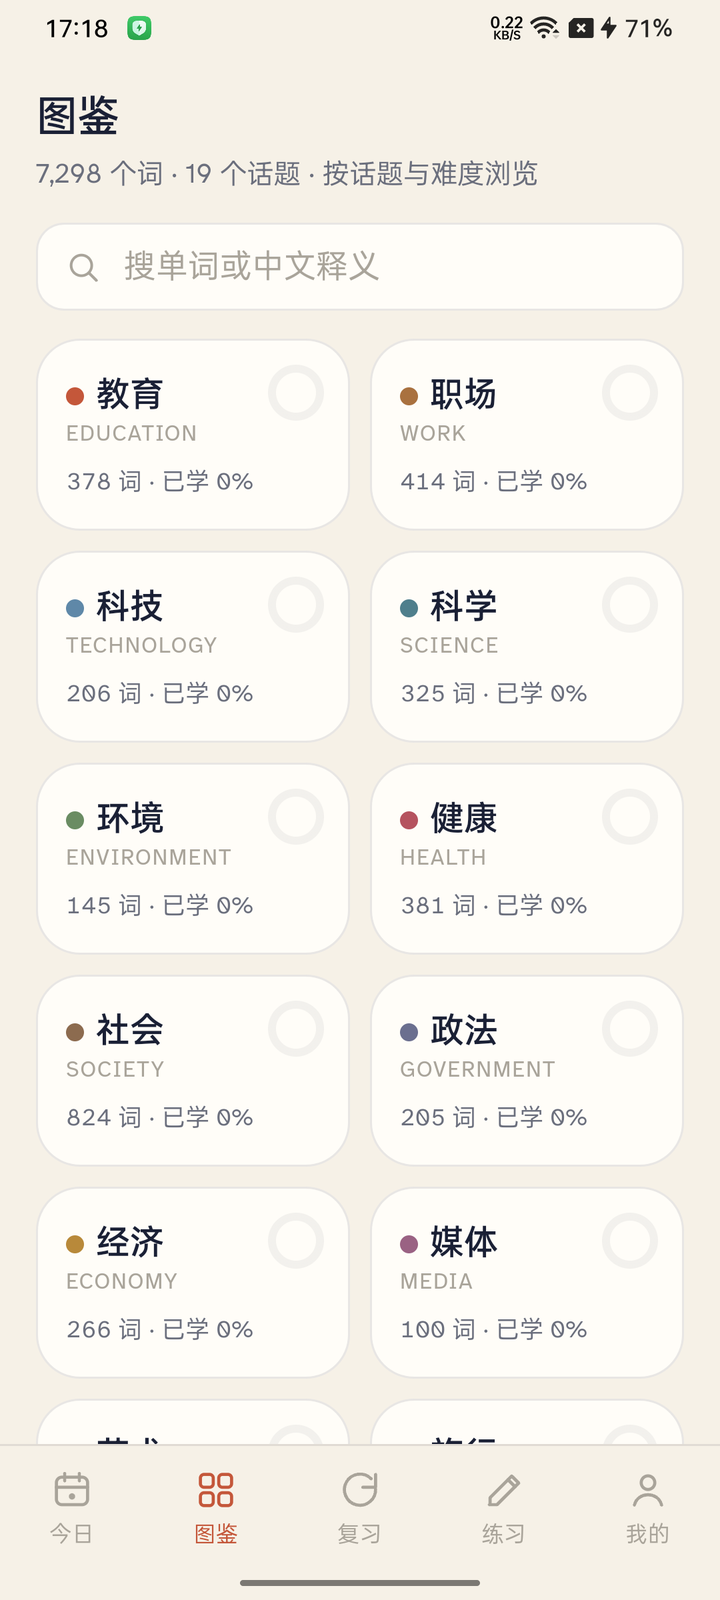 17:18
0.22 KB/S
71%
图鉴
7,298 个词 · 19 个话题 · 按话题与难度浏览
搜单词或中文释义
教育
EDUCATION
378 词 · 已学 0%
职场
WORK
414 词 · 已学 0%
科技
TECHNOLOGY
206 词 · 已学 0%
科学
SCIENCE
325 词 · 已学 0%
环境
ENVIRONMENT
145 词 · 已学 0%
健康
HEALTH
381 词 · 已学 0%
社会
SOCIETY
824 词 · 已学 0%
政法
GOVERNMENT
205 词 · 已学 0%
经济
ECONOMY
266 词 · 已学 0%
媒体
MEDIA
100 词 · 已学 0%
今日
图鉴
复习
练习
我的